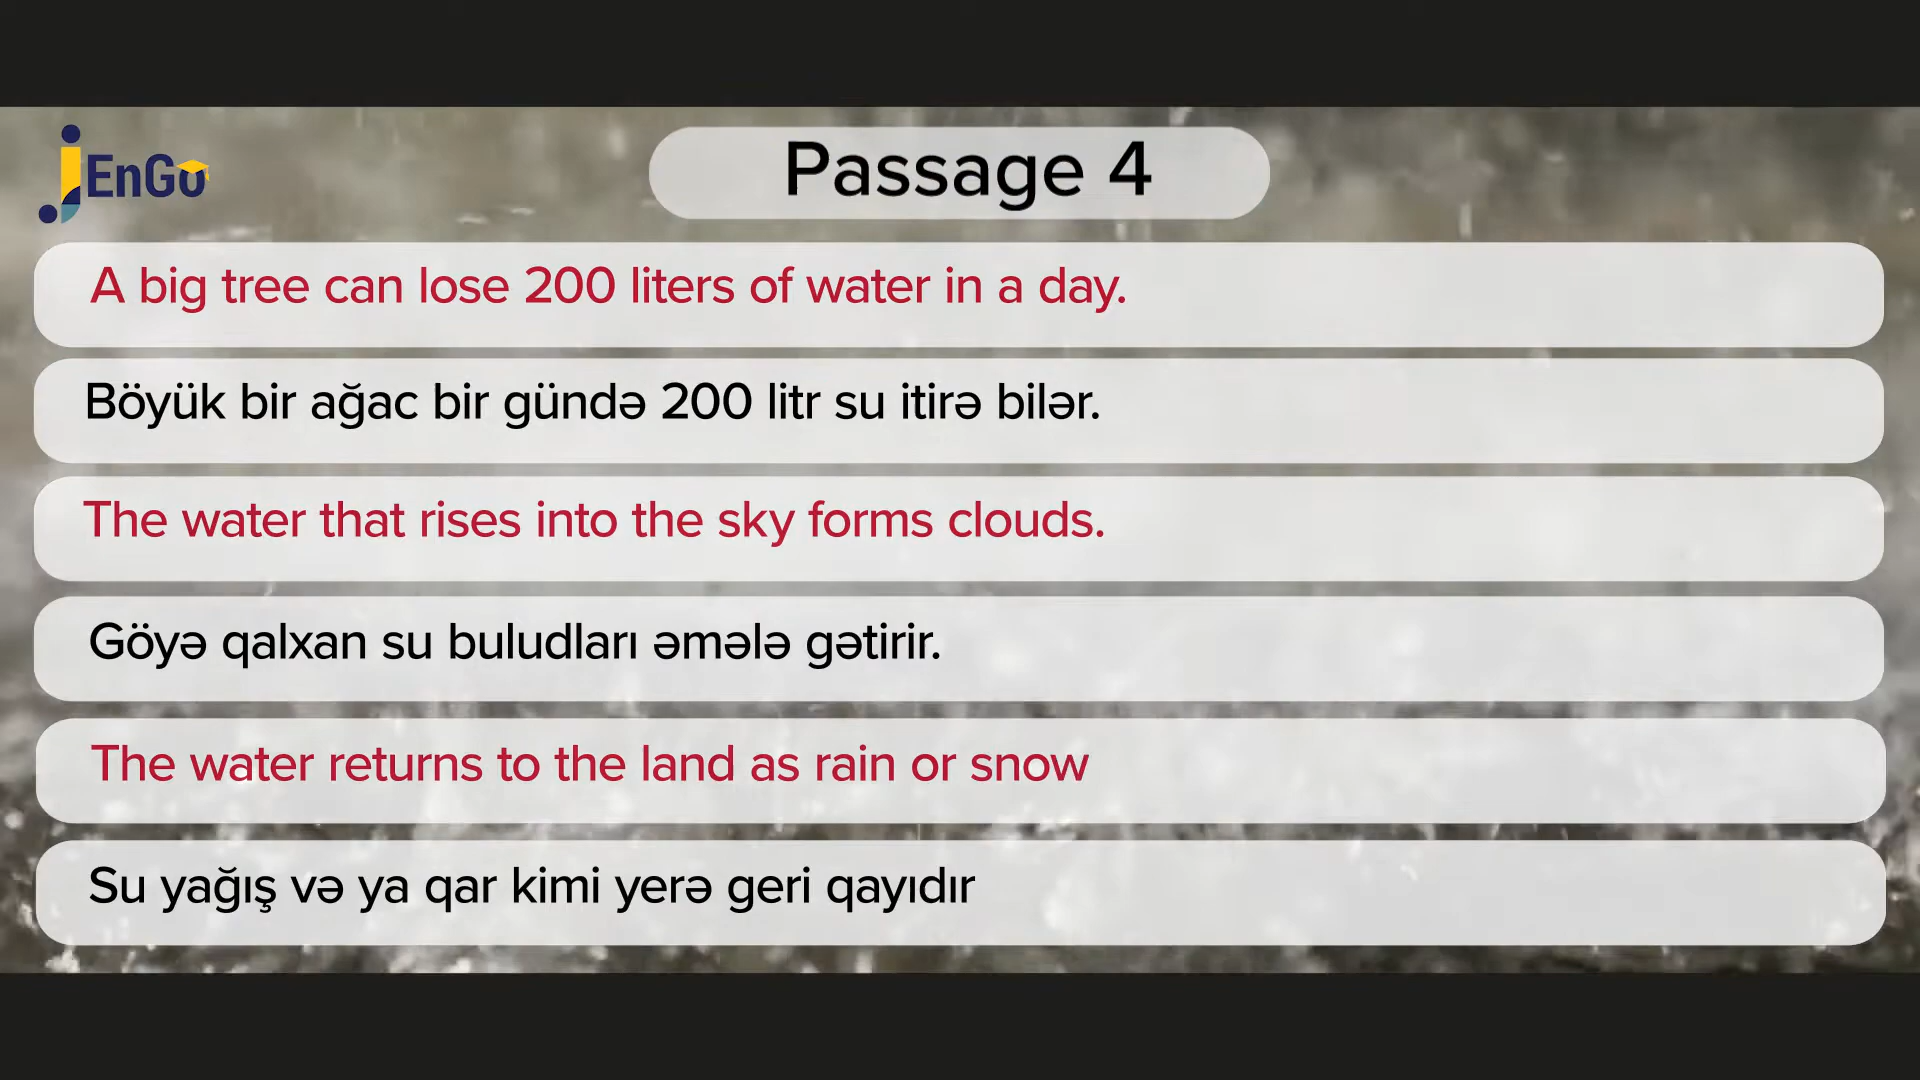 EnGo
Passage 4
A big tree can lose 200 liters of water in a day.
Böyük bir ağac bir gündə 200 litr su itirə bilər.
The water that rises into the sky forms clouds.
Göyə qalxan su buludları əmələ gətirir.
The water returns to the land as rain or snow
Su yağış və ya qar kimi yerə geri qayıdır